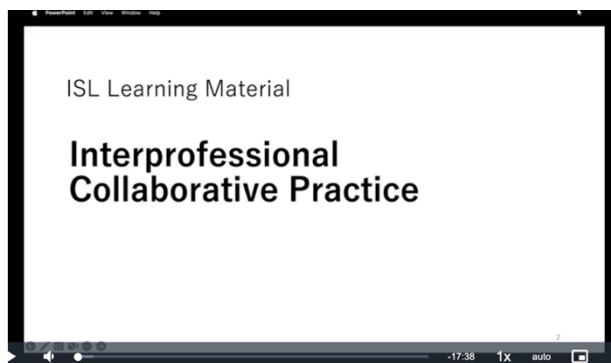 PowerPoint Edit View Window Help
ISL Learning Material
Interprofessional
Collaborative Practice
2
-17:38 1x auto